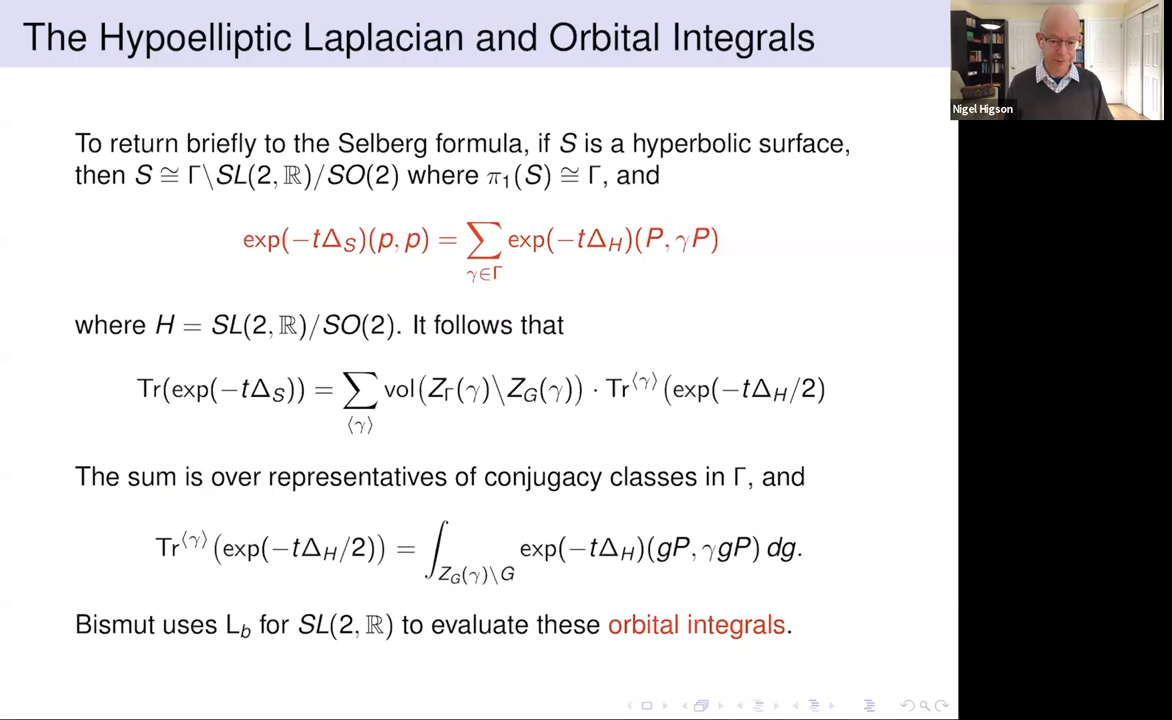 The Hypoelliptic Laplacian and Orbital Integrals
Nigel Higson
To return briefly to the Selberg formula, if S is a hyperbolic surface,
then S ≅ Γ\SL(2,ℝ)/SO(2) where π₁(S) ≅ Γ, and
exp(−tΔ_S)(p, p) = ∑_{γ∈Γ} exp(−tΔ_H)(P, γP)
where H = SL(2,ℝ)/SO(2). It follows that
Tr(exp(−tΔ_S)) = ∑_{⟨γ⟩} vol(Z_Γ(γ)\Z_G(γ)) · Tr^{⟨γ⟩}(exp(−tΔ_H/2)
The sum is over representatives of conjugacy classes in Γ, and
Tr^{⟨γ⟩}(exp(−tΔ_H/2)) = ∫_{Z_G(γ)\G} exp(−tΔ_H)(gP, γgP) dg.
Bismut uses L_b for SL(2,ℝ) to evaluate these orbital integrals.